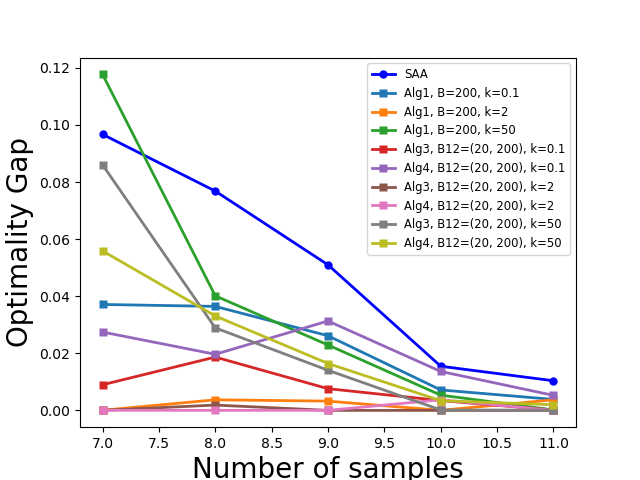 0.12
0.10
0.08
0.06
0.04
0.02
0.00
Optimality Gap
SAA
Alg1, B=200, k=0.1
Alg1, B=200, k=2
Alg1, B=200, k=50
Alg3, B12=(20, 200), k=0.1
Alg4, B12=(20, 200), k=0.1
Alg3, B12=(20, 200), k=2
Alg4, B12=(20, 200), k=2
Alg3, B12=(20, 200), k=50
Alg4, B12=(20, 200), k=50
7.0 7.5 8.0 8.5 9.0 9.5 10.0 10.5 11.0
Number of samples